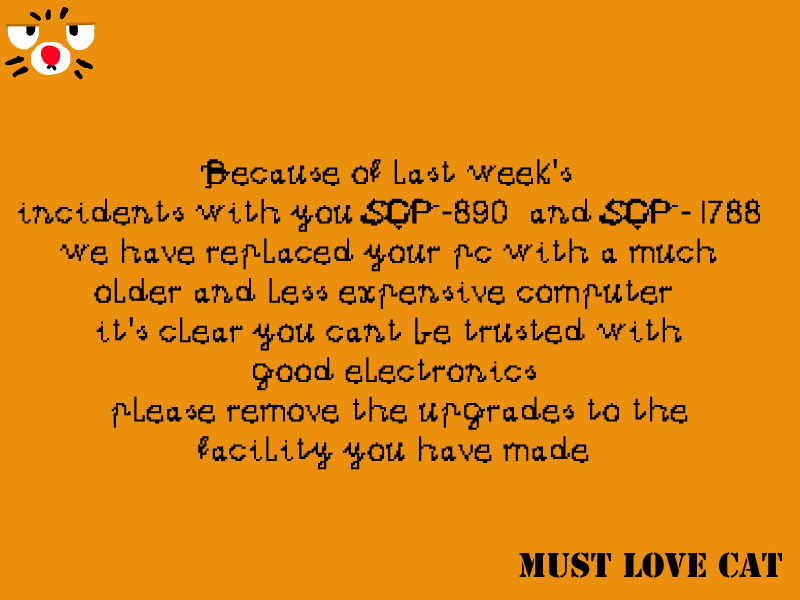 Because of last week's
incidents with you SCP-890 and SCP-1788
we have replaced your pc with a much
older and less expensive computer
it's clear you cant be trusted with
good electronics
please remove the upgrades to the
facility you have made
MUST LOVE CAT